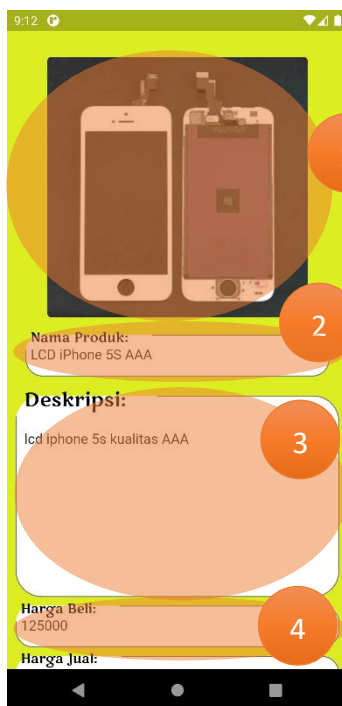 9:12
2
Nama Produk:
LCD iPhone 5S AAA
Deskripsi:
3
lcd iphone 5s kualitas AAA
Harga Beli:
125000
4
Harga Jual: